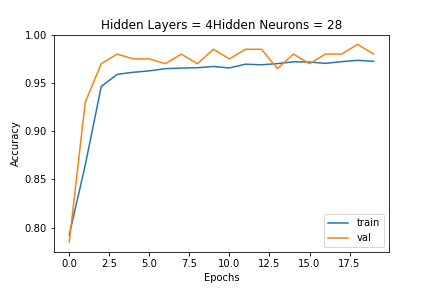 Hidden Layers = 4Hidden Neurons = 28
1.00
0.95
0.90
0.85
0.80
Accuracy
0.0 2.5 5.0 7.5 10.0 12.5 15.0 17.5
Epochs
train
val